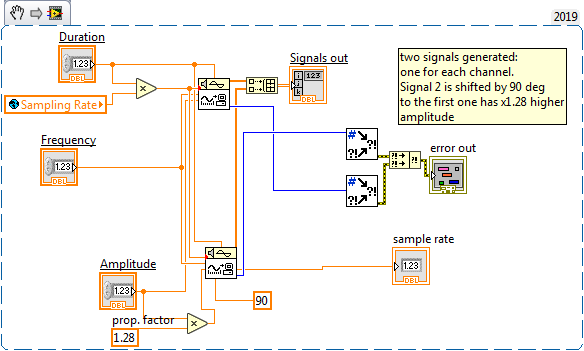 2019
Duration
1.23
DBL
Sampling Rate
Signals out
i
j
k
1 2 3
DBL
two signals generated:
one for each channel.
Signal 2 is shifted by 90 deg
to the first one has x1.28 higher
amplitude
Frequency
1.23
DBL
#
?!
#
?!
?!
?!
?!
error out
sample rate
1.23
DBL
Amplitude
1.23
DBL
90
prop. factor
1.28